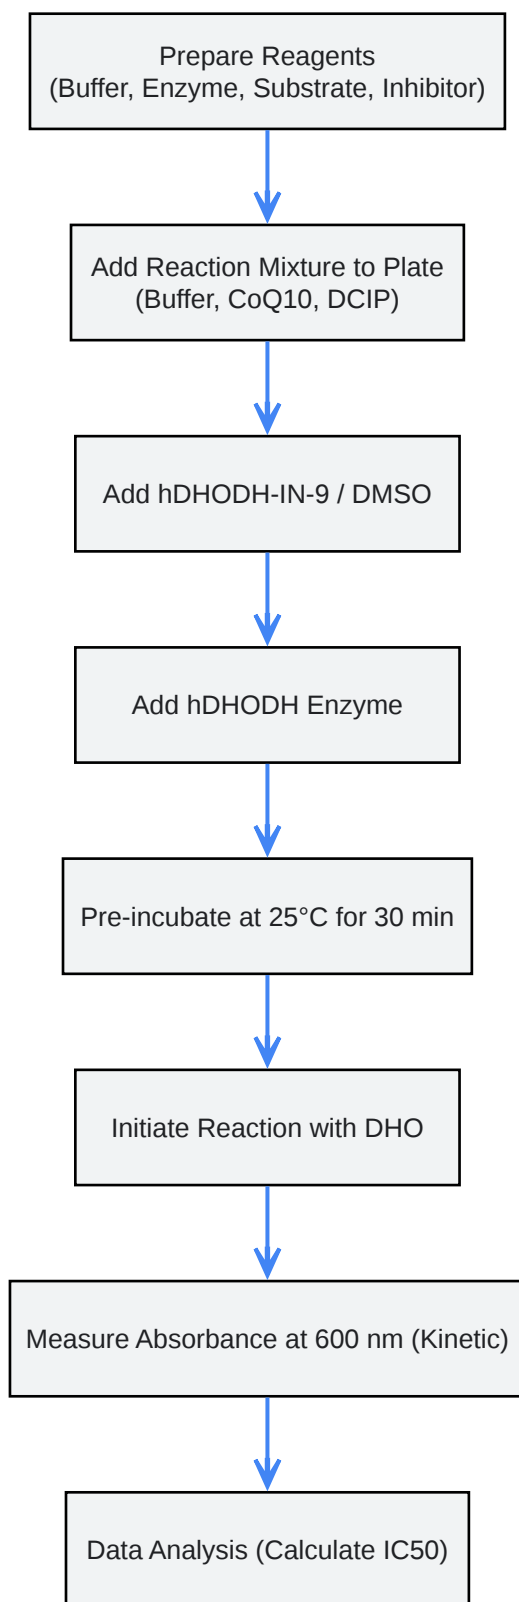 Prepare Reagents
(Buffer, Enzyme, Substrate, Inhibitor)
Add Reaction Mixture to Plate
(Buffer, CoQ10, DCIP)
Add hDHODH-IN-9 / DMSO
Add hDHODH Enzyme
Pre-incubate at 25°C for 30 min
Initiate Reaction with DHO
Measure Absorbance at 600 nm (Kinetic)
Data Analysis (Calculate IC50)